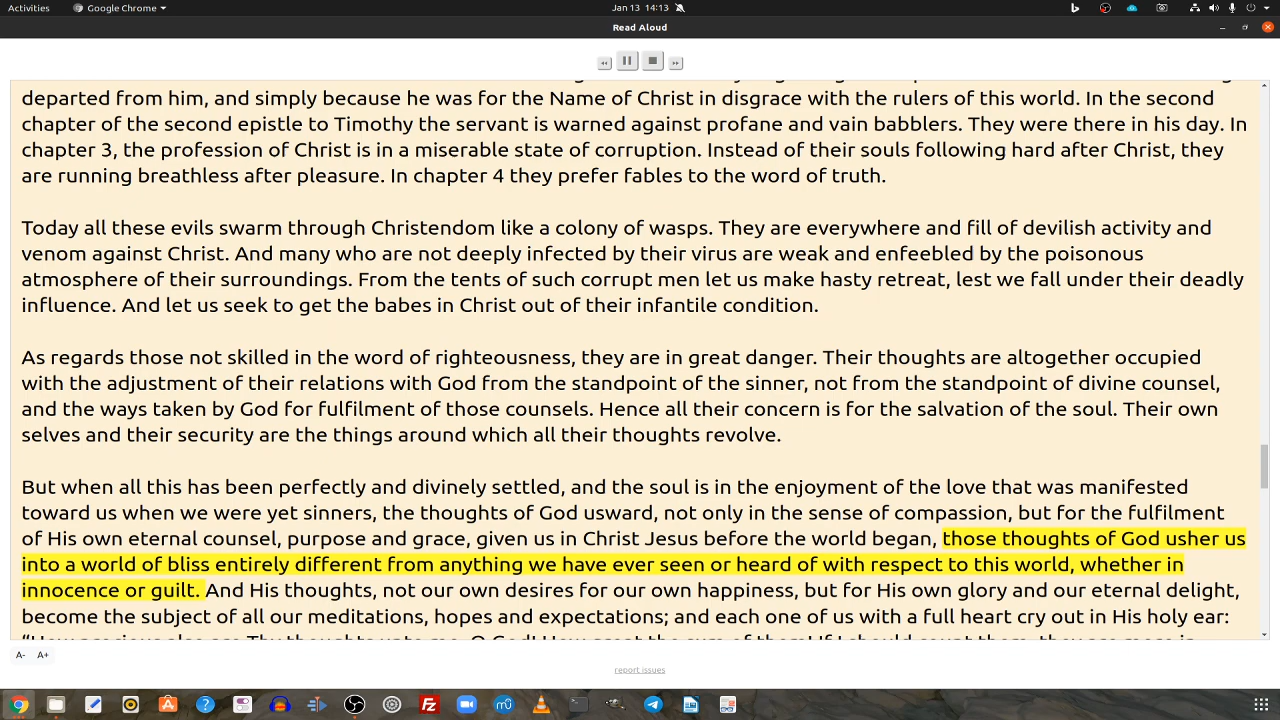 Activities
Google Chrome
Jan 13 14:13
Read Aloud
departed from him, and simply because he was for the Name of Christ in disgrace with the rulers of this world. In the second
chapter of the second epistle to Timothy the servant is warned against profane and vain babblers. They were there in his day. In
chapter 3, the profession of Christ is in a miserable state of corruption. Instead of their souls following hard after Christ, they
are running breathless after pleasure. In chapter 4 they prefer fables to the word of truth.
Today all these evils swarm through Christendom like a colony of wasps. They are everywhere and fill of devilish activity and
venom against Christ. And many who are not deeply infected by their virus are weak and enfeebled by the poisonous
atmosphere of their surroundings. From the tents of such corrupt men let us make hasty retreat, lest we fall under their deadly
influence. And let us seek to get the babes in Christ out of their infantile condition.
As regards those not skilled in the word of righteousness, they are in great danger. Their thoughts are altogether occupied
with the adjustment of their relations with God from the standpoint of the sinner, not from the standpoint of divine counsel,
and the ways taken by God for fulfilment of those counsels. Hence all their concern is for the salvation of the soul. Their own
selves and their security are the things around which all their thoughts revolve.
But when all this has been perfectly and divinely settled, and the soul is in the enjoyment of the love that was manifested
toward us when we were yet sinners, the thoughts of God usward, not only in the sense of compassion, but for the fulfilment
of His own eternal counsel, purpose and grace, given us in Christ Jesus before the world began, those thoughts of God usher us
into a world of bliss entirely different from anything we have ever seen or heard of with respect to this world, whether in
innocence or guilt. And His thoughts, not our own desires for our own happiness, but for His own glory and our eternal delight,
become the subject of all our meditations, hopes and expectations; and each one of us with a full heart cry out in His holy ear:
A- A+
report issues